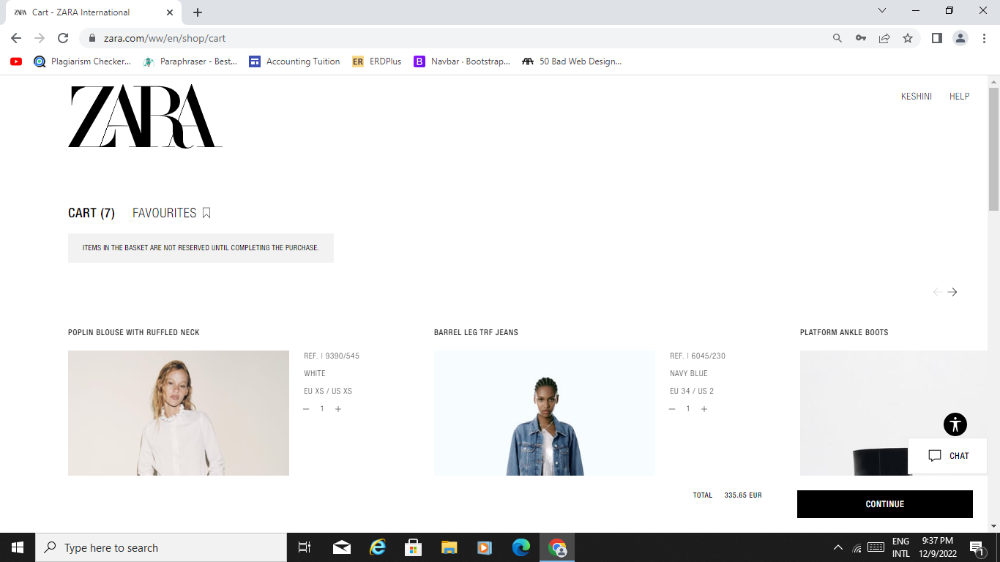 ZARA Cart - ZARA International
zara.com/ww/en/shop/cart
Plagiarism Checker... Paraphraser - Best... Accounting Tuition ER ERDPlus B Navbar · Bootstrap... 50 Bad Web Design...
ZARA
KESHINI HELP
CART (7) FAVOURITES
ITEMS IN THE BASKET ARE NOT RESERVED UNTIL COMPLETING THE PURCHASE.
POPLIN BLOUSE WITH RUFFLED NECK
REF. | 9390/545
WHITE
EU XS / US XS
— 1 +
BARREL LEG TRF JEANS
REF. | 6045/230
NAVY BLUE
EU 34 / US 2
— 1 +
PLATFORM ANKLE BOOTS
CHAT
TOTAL 335.65 EUR
CONTINUE
Type here to search
ENG
INTL
9:37 PM
12/9/2022
1